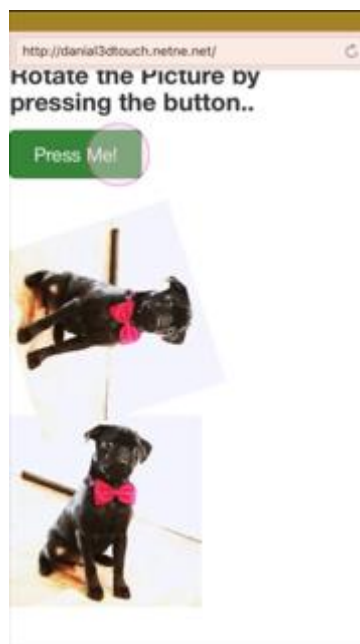 http://danial3dtouch.netne.net/
Rotate the Picture by
pressing the button..
Press Me!